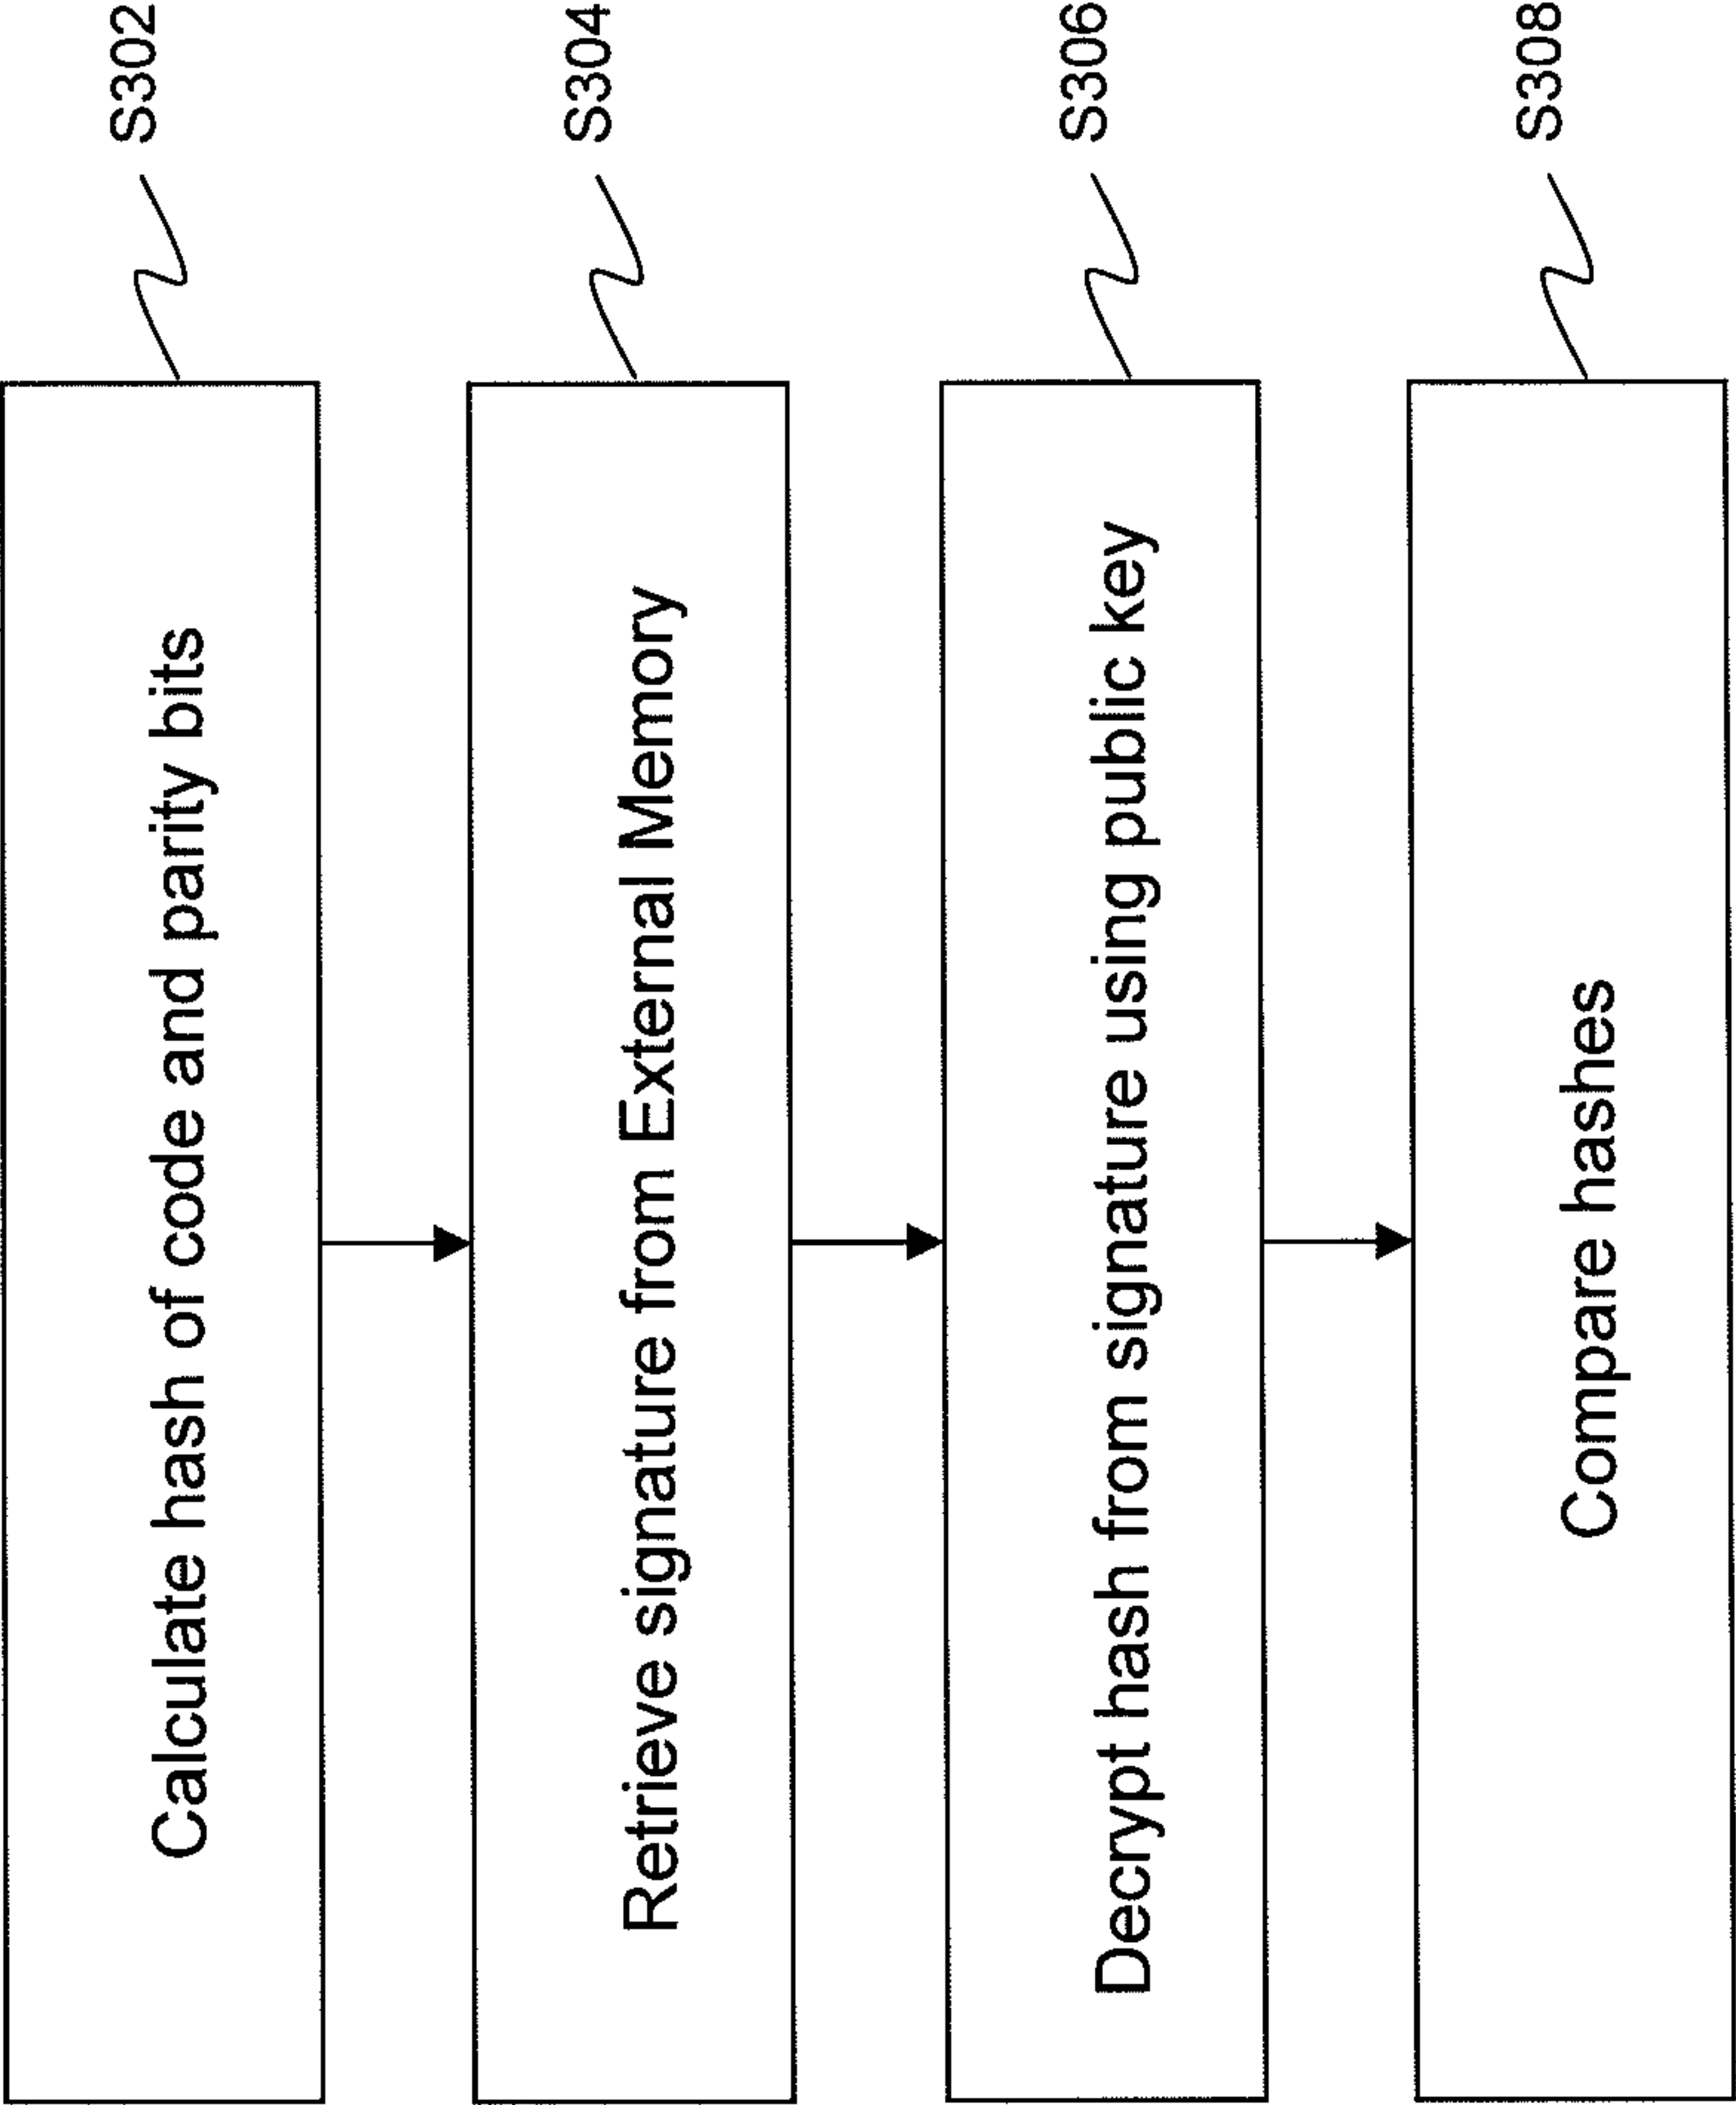 Calculate hash of code and parity bits
S302
Retrieve signature from External Memory
S304
Decrypt hash from signature using public key
S306
Compare hashes
S308